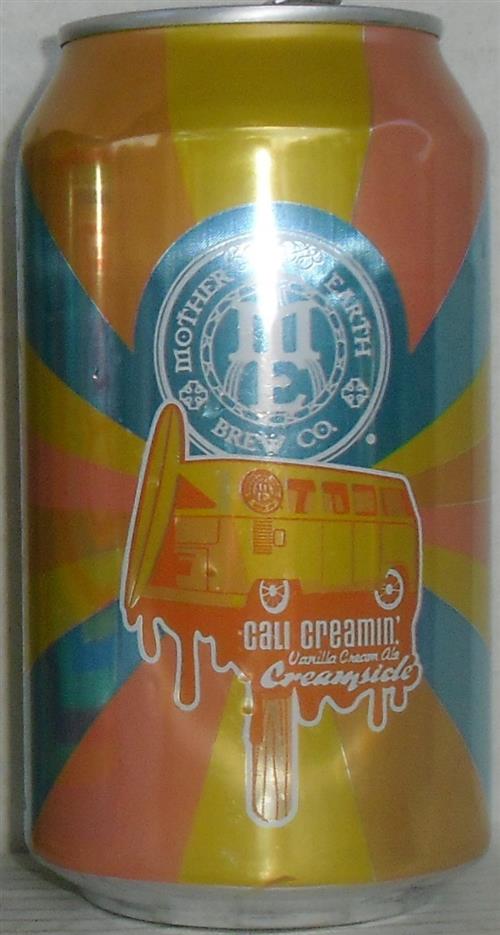 MOTHER EARTH
ME
BREW CO.
cali creamin'.
Vanilla Cream Ale
Creamsicle